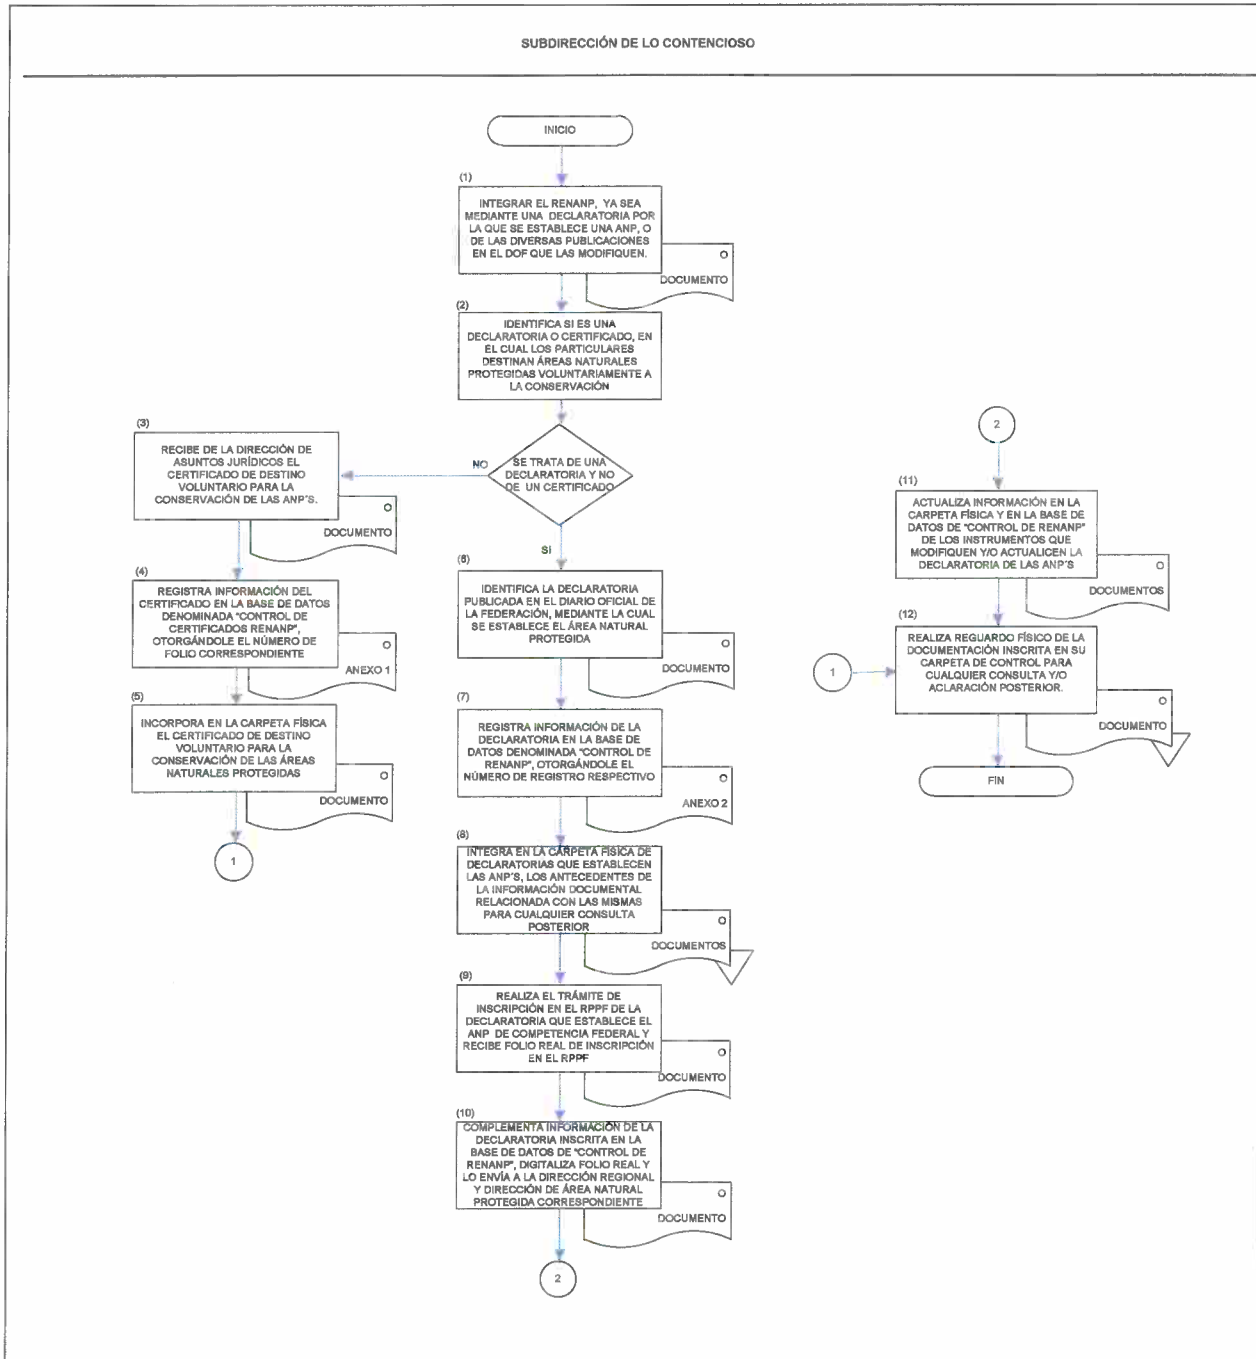 SUBDIRECCIÓN DE LO CONTENCIOSO
INICIO
(1)
INTEGRAR EL RENANP, YA SEA
MEDIANTE UNA DECLARATORIA POR
LA QUE SE ESTABLECE UNA ANP, O
DE LAS DIVERSAS PUBLICACIONES
EN EL DOF QUE LAS MODIFIQUEN.
DOCUMENTO
(2)
IDENTIFICA SI ES UNA
DECLARATORIA O CERTIFICADO, EN
EL CUAL LOS PARTICULARES
DESTINAN ÁREAS NATURALES
PROTEGIDAS VOLUNTARIAMENTE A
LA CONSERVACIÓN
SE TRATA DE UNA
DECLARATORIA Y NO
DE UN CERTIFICADO
NO
SI
(3)
RECIBE DE LA DIRECCIÓN DE
ASUNTOS JURÍDICOS EL
CERTIFICADO DE DESTINO
VOLUNTARIO PARA LA
CONSERVACIÓN DE LAS ANP'S.
O
DOCUMENTO
(4)
REGISTRA INFORMACIÓN DEL
CERTIFICADO EN LA BASE DE DATOS
DENOMINADA "CONTROL DE
CERTIFICADOS RENANP",
OTORGÁNDOLE EL NÚMERO DE
FOLIO CORRESPONDIENTE
O
ANEXO 1
(5)
INCORPORA EN LA CARPETA FÍSICA
EL CERTIFICADO DE DESTINO
VOLUNTARIO PARA LA
CONSERVACIÓN DE LAS ÁREAS
NATURALES PROTEGIDAS
O
DOCUMENTO
1
(6)
IDENTIFICA LA DECLARATORIA
PUBLICADA EN EL DIARIO OFICIAL DE
LA FEDERACIÓN, MEDIANTE LA CUAL
SE ESTABLECE EL ÁREA NATURAL
PROTEGIDA
O
DOCUMENTO
(7)
REGISTRA INFORMACIÓN DE LA
DECLARATORIA EN LA BASE DE
DATOS DENOMINADA "CONTROL DE
RENANP", OTORGÁNDOLE EL
NÚMERO DE REGISTRO RESPECTIVO
O
ANEXO 2
(8)
INTEGRA EN LA CARPETA FÍSICA DE
DECLARATORIAS QUE ESTABLECEN
LAS ANP'S, LOS ANTECEDENTES DE
LA INFORMACIÓN DOCUMENTAL
RELACIONADA CON LAS MISMAS
PARA CUALQUIER CONSULTA
POSTERIOR
O
DOCUMENTOS
(9)
REALIZA EL TRÁMITE DE
INSCRIPCIÓN EN EL RPPF DE LA
DECLARATORIA QUE ESTABLECE EL
ANP DE COMPETENCIA FEDERAL Y
RECIBE FOLIO REAL DE INSCRIPCIÓN
EN EL RPPF
O
DOCUMENTO
(10)
COMPLEMENTA INFORMACIÓN DE LA
DECLARATORIA INSCRITA EN LA
BASE DE DATOS DE "CONTROL DE
RENANP", DIGITALIZA FOLIO REAL Y
LO ENVÍA A LA DIRECCIÓN REGIONAL
Y DIRECCIÓN DE ÁREA NATURAL
PROTEGIDA CORRESPONDIENTE
O
DOCUMENTO
2
2
(11)
ACTUALIZA INFORMACIÓN EN LA
CARPETA FÍSICA Y EN LA BASE DE
DATOS DE "CONTROL DE RENANP"
DE LOS INSTRUMENTOS QUE
MODIFIQUEN Y/O ACTUALICEN LA
DECLARATORIA DE LAS ANP'S
O
DOCUMENTOS
(12)
REALIZA REGUARDO FÍSICO DE LA
DOCUMENTACIÓN INSCRITA EN SU
CARPETA DE CONTROL PARA
CUALQUIER CONSULTA Y/O
ACLARACIÓN POSTERIOR.
1
O
DOCUMENTO
FIN